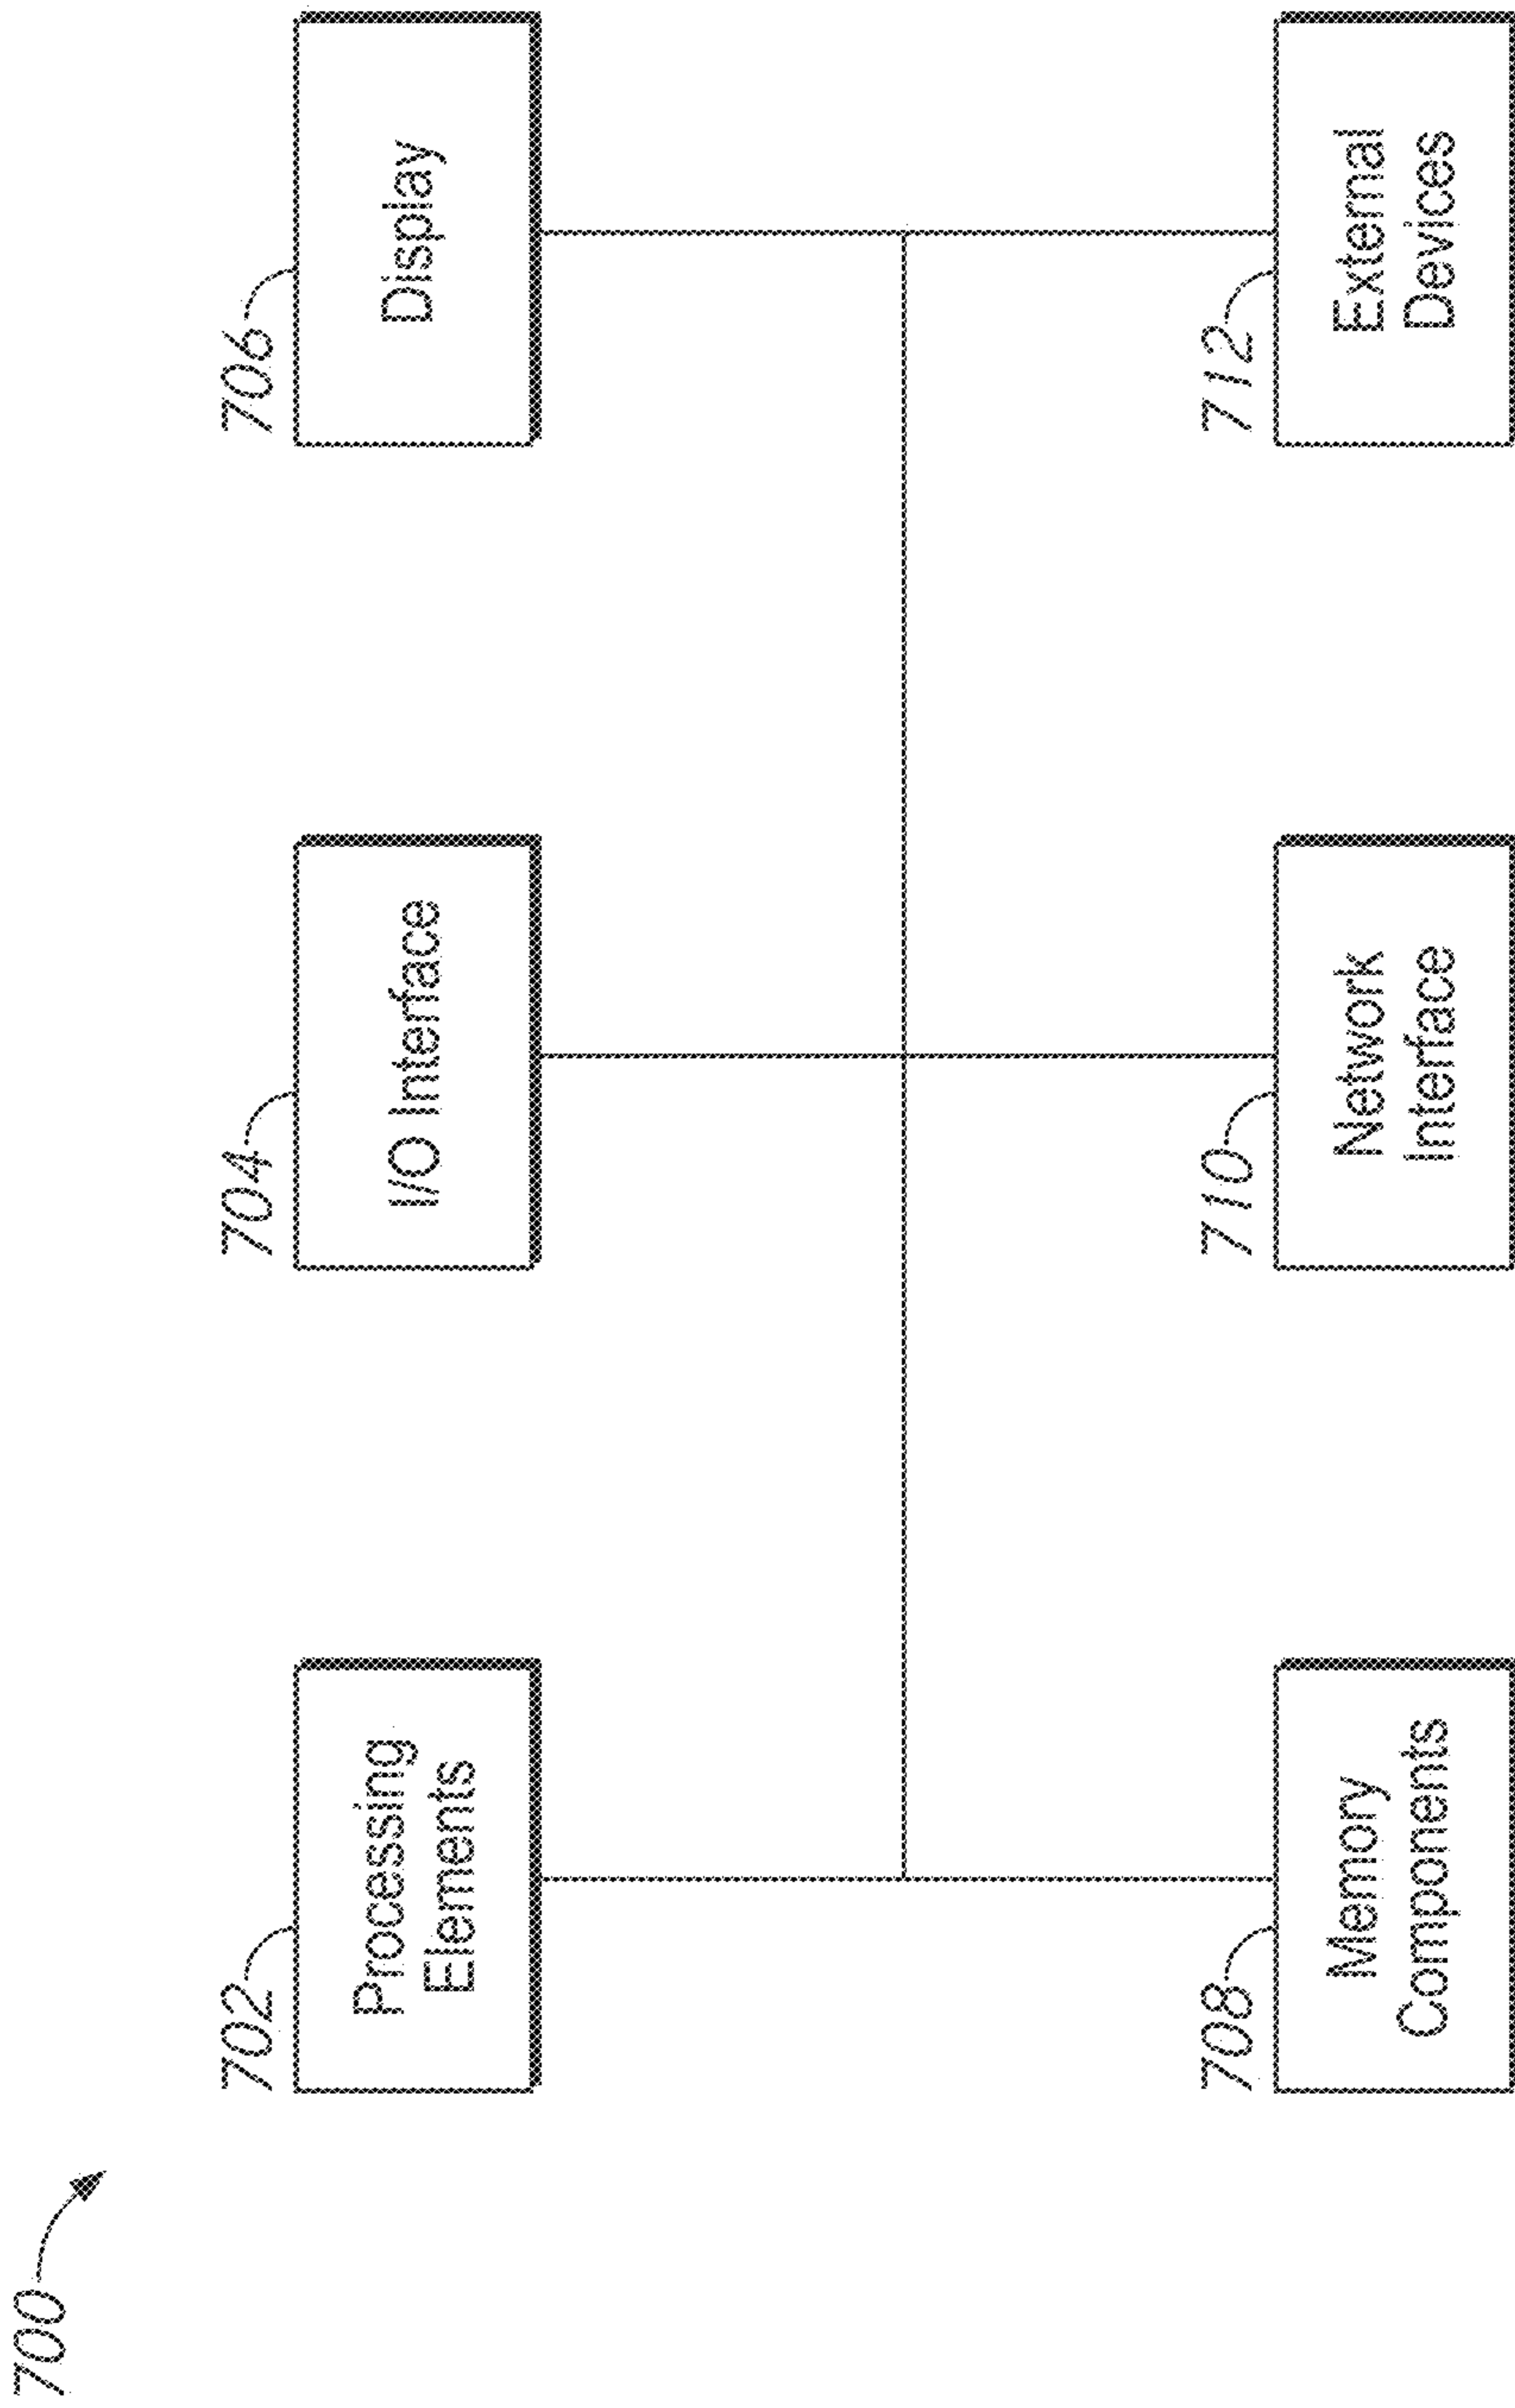 700
702
Processing
Elements
704
I/O Interface
706
Display
708
Memory
Components
710
Network
Interface
712
External
Devices